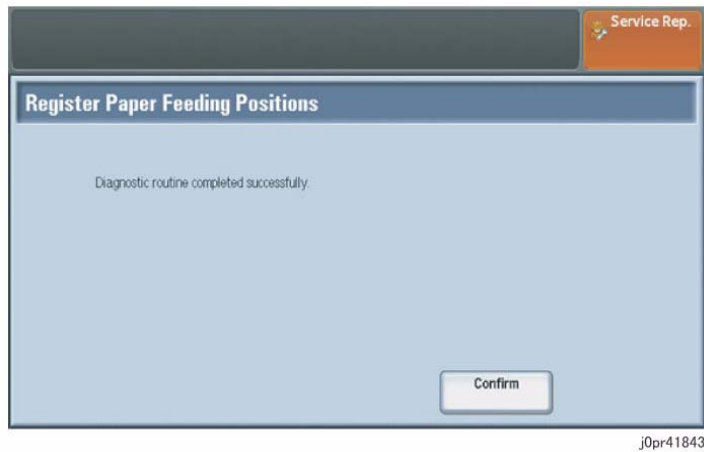 Service Rep.
Register Paper Feeding Positions
Diagnostic routine completed successfully.
Confirm
j0pr41843